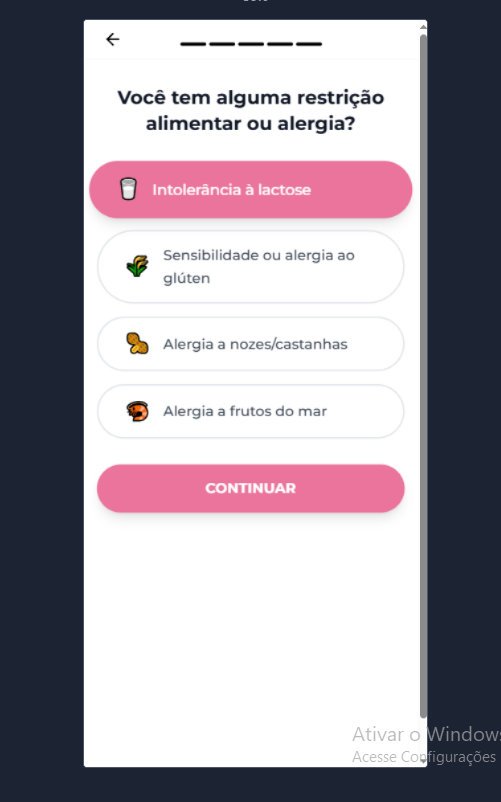 Você tem alguma restrição
alimentar ou alergia?
Intolerância à lactose
Sensibilidade ou alergia ao
glúten
Alergia a nozes/castanhas
Alergia a frutos do mar
CONTINUAR
Ativar o Windows
Acesse Configurações